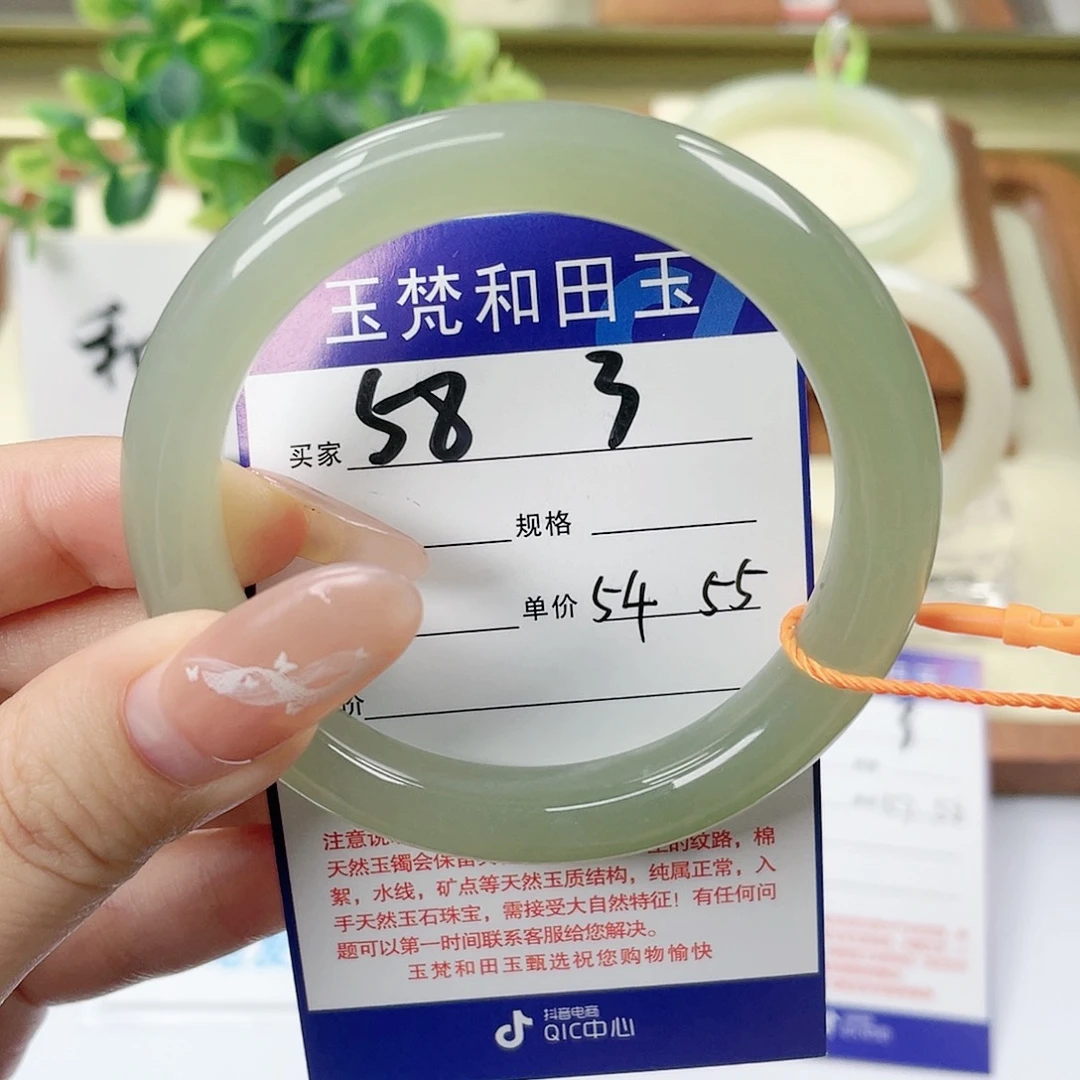 玉梵和田玉
买家 58 3
规格
单价 54 55
价
注意说
天然玉镯会保留 的纹路，棉
絮，水线，矿点等天然玉质结构，纯属正常，入
手天然玉石珠宝，需接受大自然特征！有任何问
题可以第一时间联系客服给您解决。
玉梵和田玉甄选祝您购物愉快
抖音电商
QIC中心
和
3